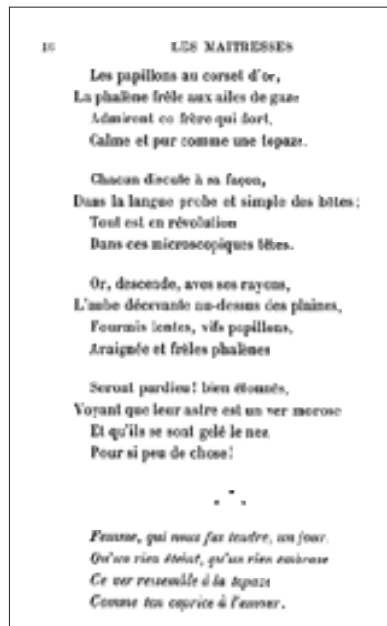 16 LES MAITRESSES
Les papillons au corset d'or,
La phalène frêle aux ailes de gaze
Admirent ce frère qui dort,
Calme et pur comme une topaze.
Chacun discute à sa façon,
Dans la langue probe et simple des bêtes;
Tout est en révolution
Dans ces microscopiques têtes.
Or, descende, avec ses rayons,
L'aube décevante au-dessus des plaines,
Fourmis lentes, vifs papillons,
Araignée et frêles phalènes
Seront pardieu! bien étonnés,
Voyant que leur astre est un ver morose
Et qu'ils se sont gelé le nez
Pour si peu de chose!
Femme, qui nous fus tendre, un jour.
Qu'un rien éteint, qu'un rien embrase
Ce ver ressemble à la topaze
Comme ton caprice à l'amour.